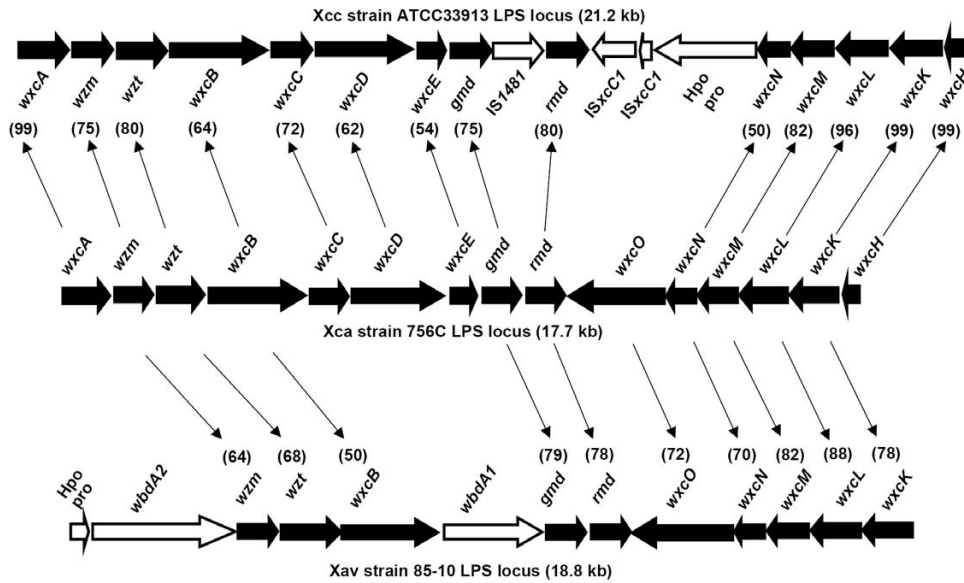 Xcc strain ATCC33913 LPS locus (21.2 kb)
wxcA wzm wzt wxcB wxcC wxcD wxcE gmd IS1481 rmd ISxcC1 ISxcC1 Hpo pro wxcN wxcM wxcL wxcK wxcH
(99) (75) (80) (64) (72) (62) (54) (75) (80) (50) (82) (96) (99) (99)
wxcA wzm wzt wxcB wxcC wxcD wxcE gmd rmd wxcO wxcN wxcM wxcL wxcK wxcH
Xca strain 756C LPS locus (17.7 kb)
(64) (68) (50) (79) (78) (72) (70) (82) (88) (78)
Hpo pro wbdA2 wzm wzt wxcB wbdA1 gmd rmd wxcO wxcN wxcM wxcL wxcK
Xav strain 85-10 LPS locus (18.8 kb)